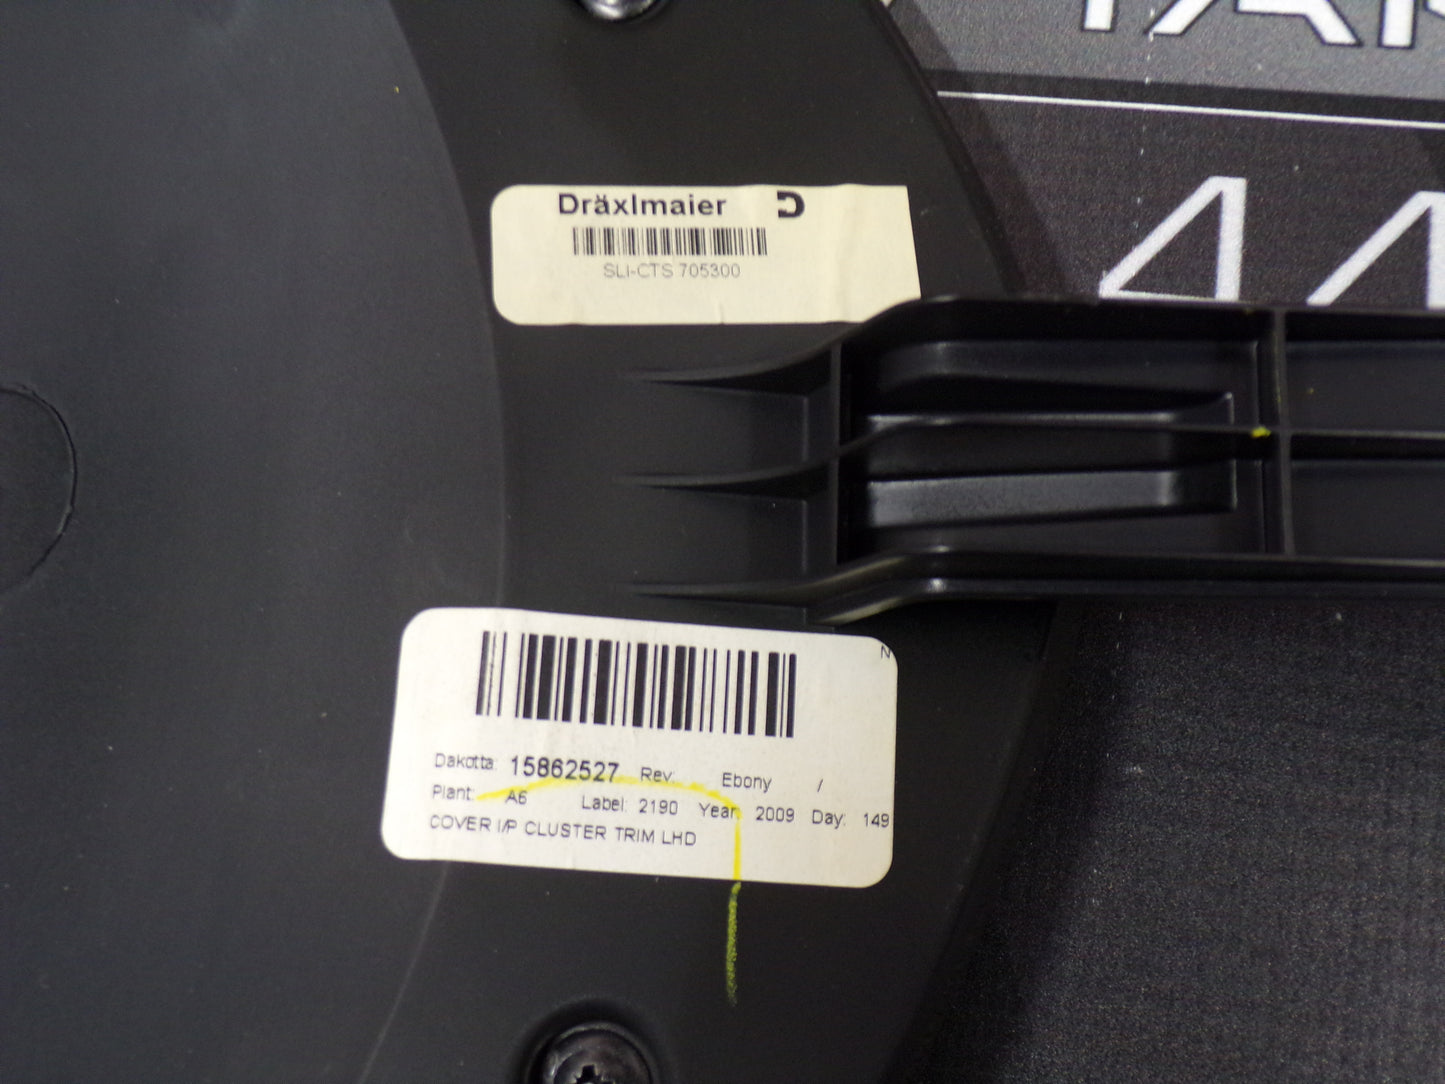 Dräxlmaier
SLI-CTS 705300
44
N
Dakotta: 15862527 Rev: Ebony /
Plant: A6 Label: 2190 Year: 2009 Day: 149
COVER I/P CLUSTER TRIM LHD